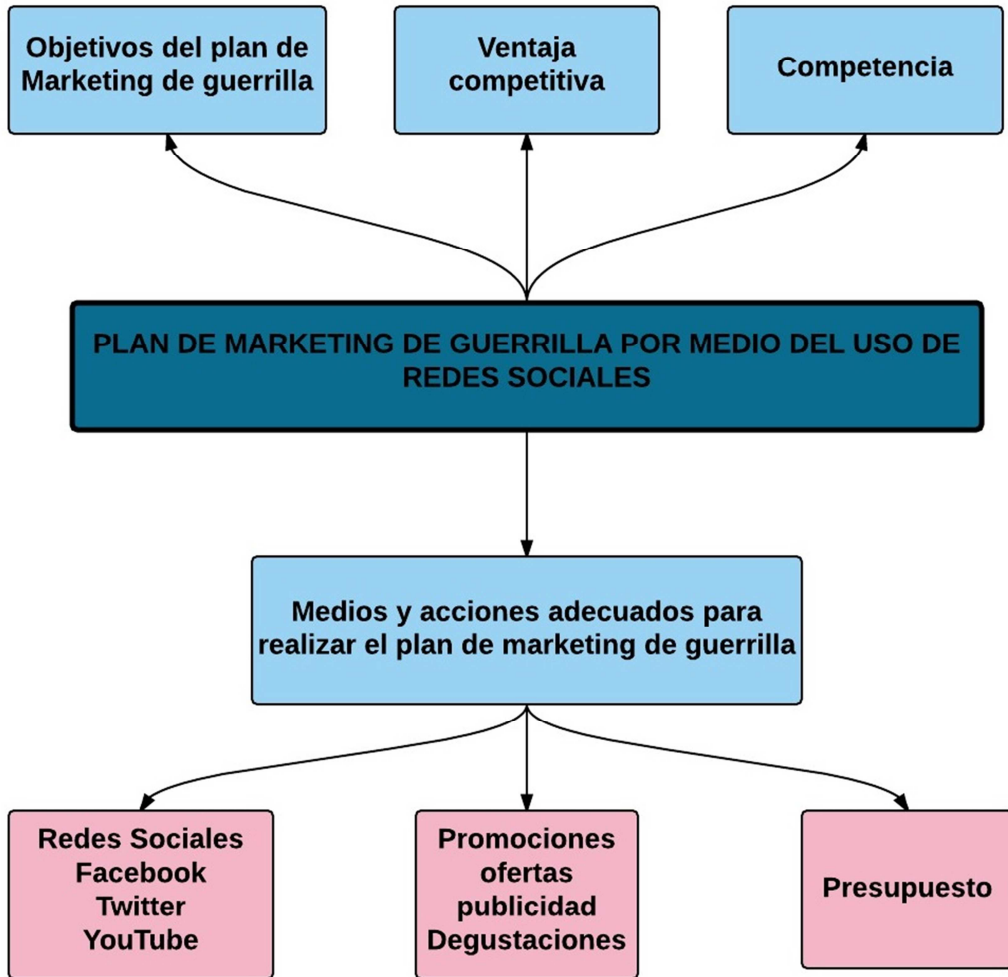 Objetivos del plan de
Marketing de guerrilla
Ventaja
competitiva
Competencia
PLAN DE MARKETING DE GUERRILLA POR MEDIO DEL USO DE
REDES SOCIALES
Medios y acciones adecuados para
realizar el plan de marketing de guerrilla
Redes Sociales
Facebook
Twitter
YouTube
Promociones
ofertas
publicidad
Degustaciones
Presupuesto